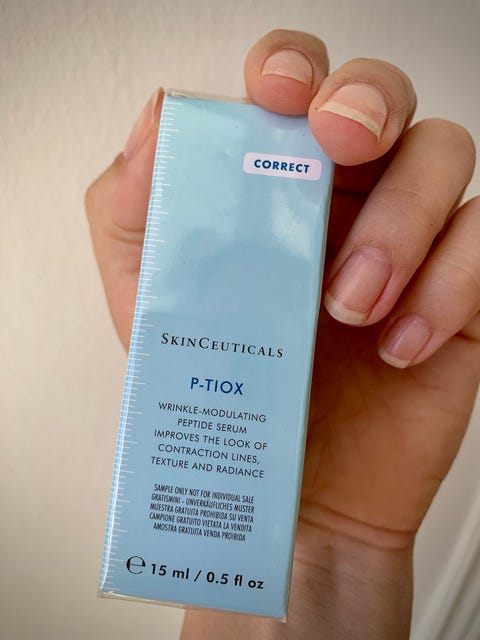 CORRECT
SKINCEUTICALS
P-TIOX
WRINKLE-MODULATING
PEPTIDE SERUM
IMPROVES THE LOOK OF
CONTRACTION LINES,
TEXTURE AND RADIANCE
SAMPLE ONLY NOT FOR INDIVIDUAL SALE
GRATISMINI - UNVERKÄUFLICHES MUSTER
MUESTRA GRATUITA PROHIBIDA SU VENTA
CAMPIONE GRATUITO VIETATA LA VENDITA
AMOSTRA GRATUITA VENDA PROIBIDA
℮ 15 ml / 0.5 fl oz